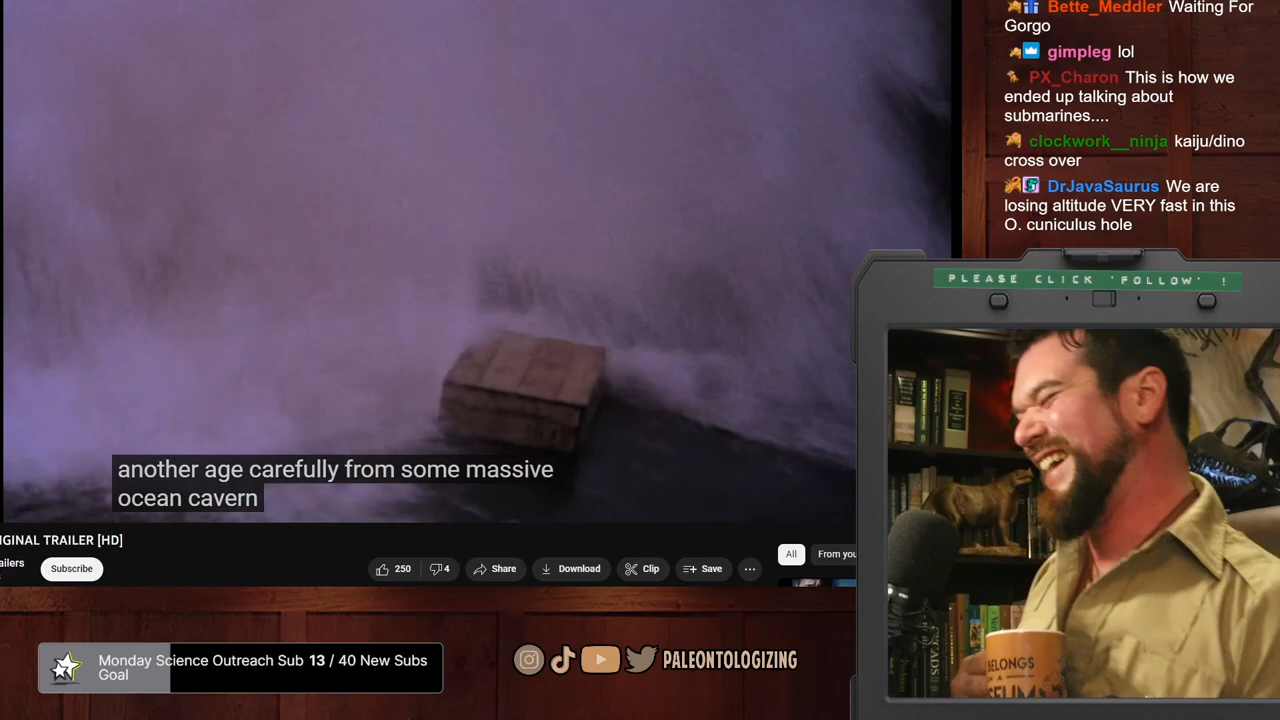 Bette_Meddler Waiting For
Gorgo
gimpleg lol
PX_Charon This is how we
ended up talking about
submarines....
clockwork__ninja kaiju/dino
cross over
DrJavaSaurus We are
losing altitude VERY fast in this
O. cuniculus hole
PLEASE CLICK 'FOLLOW' !
another age carefully from some massive
ocean cavern
IGINAL TRAILER [HD]
ailers
Subscribe
250
4
Share
Download
Clip
Save
All
From you
Monday Science Outreach Sub 13 / 40 New Subs
Goal
PALEONTOLOGIZING
BELONGS